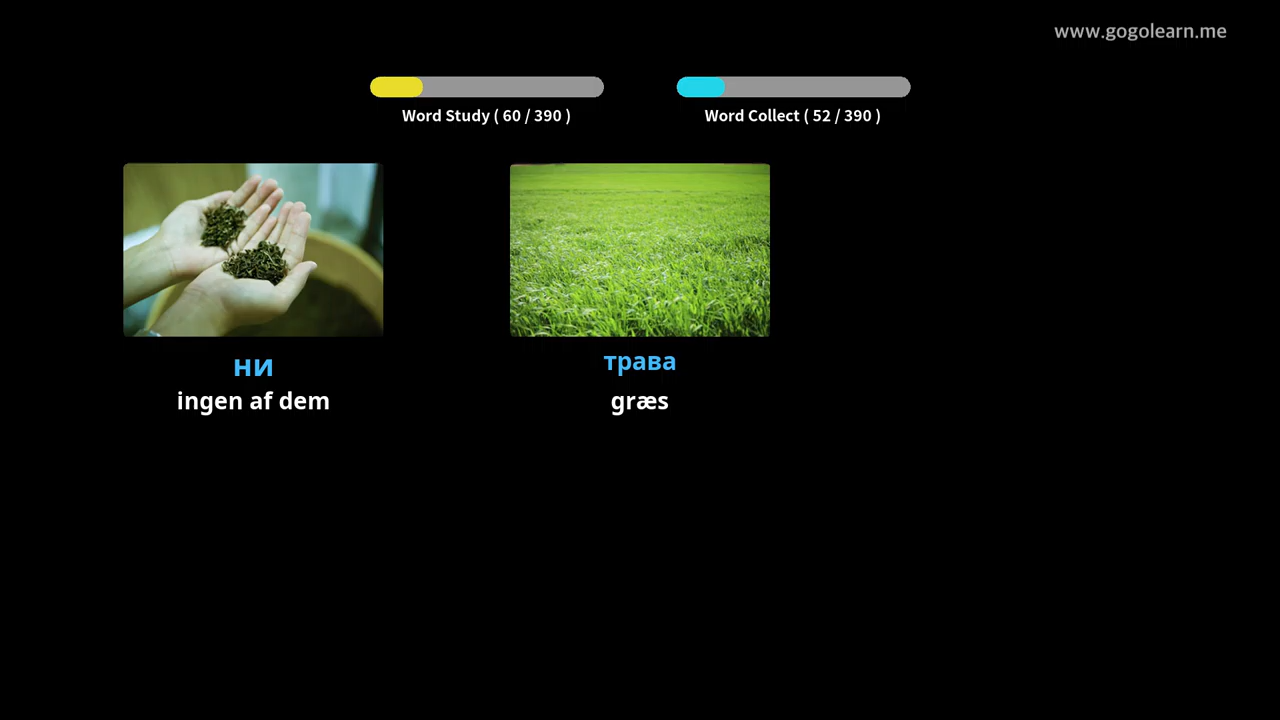 www.gogolearn.me
Word Study ( 60 / 390 )
Word Collect ( 52 / 390 )
ни
ingen af dem
трава
græs